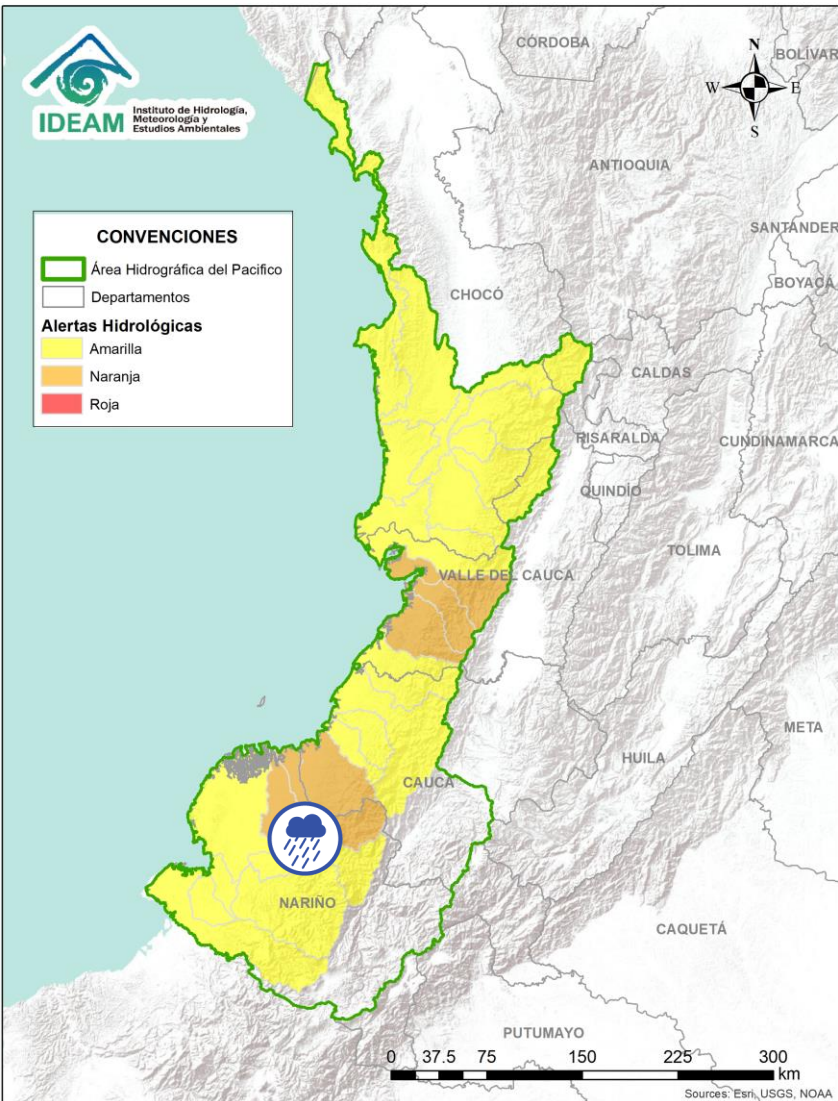 IDEAM
Instituto de Hidrología,
Meteorología y
Estudios Ambientales
N
W
E
S
CONVENCIONES
Área Hidrográfica del Pacifico
Departamentos
Alertas Hidrológicas
Amarilla
Naranja
Roja
CÓRDOBA
BOLÍVAR
ANTIOQUIA
SANTANDER
BOYACÁ
CHOCÓ
CALDAS
RISARALDA
CUNDINAMARCA
QUINDÍO
TOLIMA
VALLE DEL CAUCA
META
HUILA
CAUCA
NARIÑO
CAQUETÁ
PUTUMAYO
0 37.5 75 150 225 300
km
Sources: Esri, USGS, NOAA